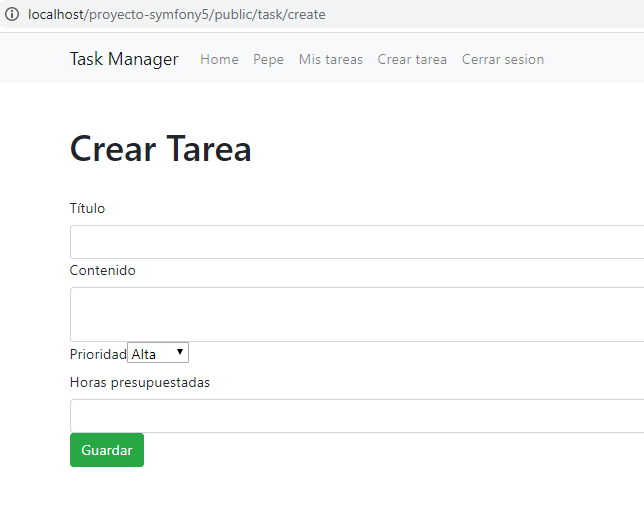 localhost/proyecto-symfony5/public/task/create
Task Manager Home Pepe Mis tareas Crear tarea Cerrar sesion
Crear Tarea
Título
Contenido
Prioridad Alta
Horas presupuestadas
Guardar